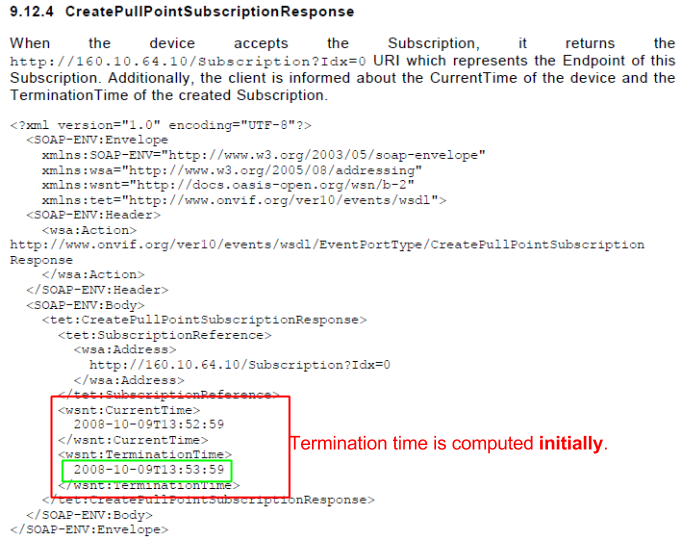 9.12.4 CreatePullPointSubscriptionResponse
When the device accepts the Subscription, it returns the
http://160.10.64.10/Subscription?Idx=0 URI which represents the Endpoint of this
Subscription. Additionally, the client is informed about the CurrentTime of the device and the
TerminationTime of the created Subscription.
<?xml version="1.0" encoding="UTF-8"?>
<SOAP-ENV:Envelope
xmlns:SOAP-ENV="http://www.w3.org/2003/05/soap-envelope"
xmlns:wsa="http://www.w3.org/2005/08/addressing"
xmlns:wsnt="http://docs.oasis-open.org/wsn/b-2"
xmlns:tet="http://www.onvif.org/ver10/events/wsdl">
<SOAP-ENV:Header>
<wsa:Action>
http://www.onvif.org/ver10/events/wsdl/EventPortType/CreatePullPointSubscription
Response
</wsa:Action>
</SOAP-ENV:Header>
<SOAP-ENV:Body>
<tet:CreatePullPointSubscriptionResponse>
<tet:SubscriptionReference>
<wsa:Address>
http://160.10.64.10/Subscription?Idx=0
</wsa:Address>
</tet:SubscriptionReference>
<wsnt:CurrentTime>
2008-10-09T13:52:59
</wsnt:CurrentTime>
<wsnt:TerminationTime>
2008-10-09T13:53:59
</wsnt:TerminationTime>
Termination time is computed initially.
</tet:CreatePullPointSubscriptionResponse>
</SOAP-ENV:Body>
</SOAP-ENV:Envelope>